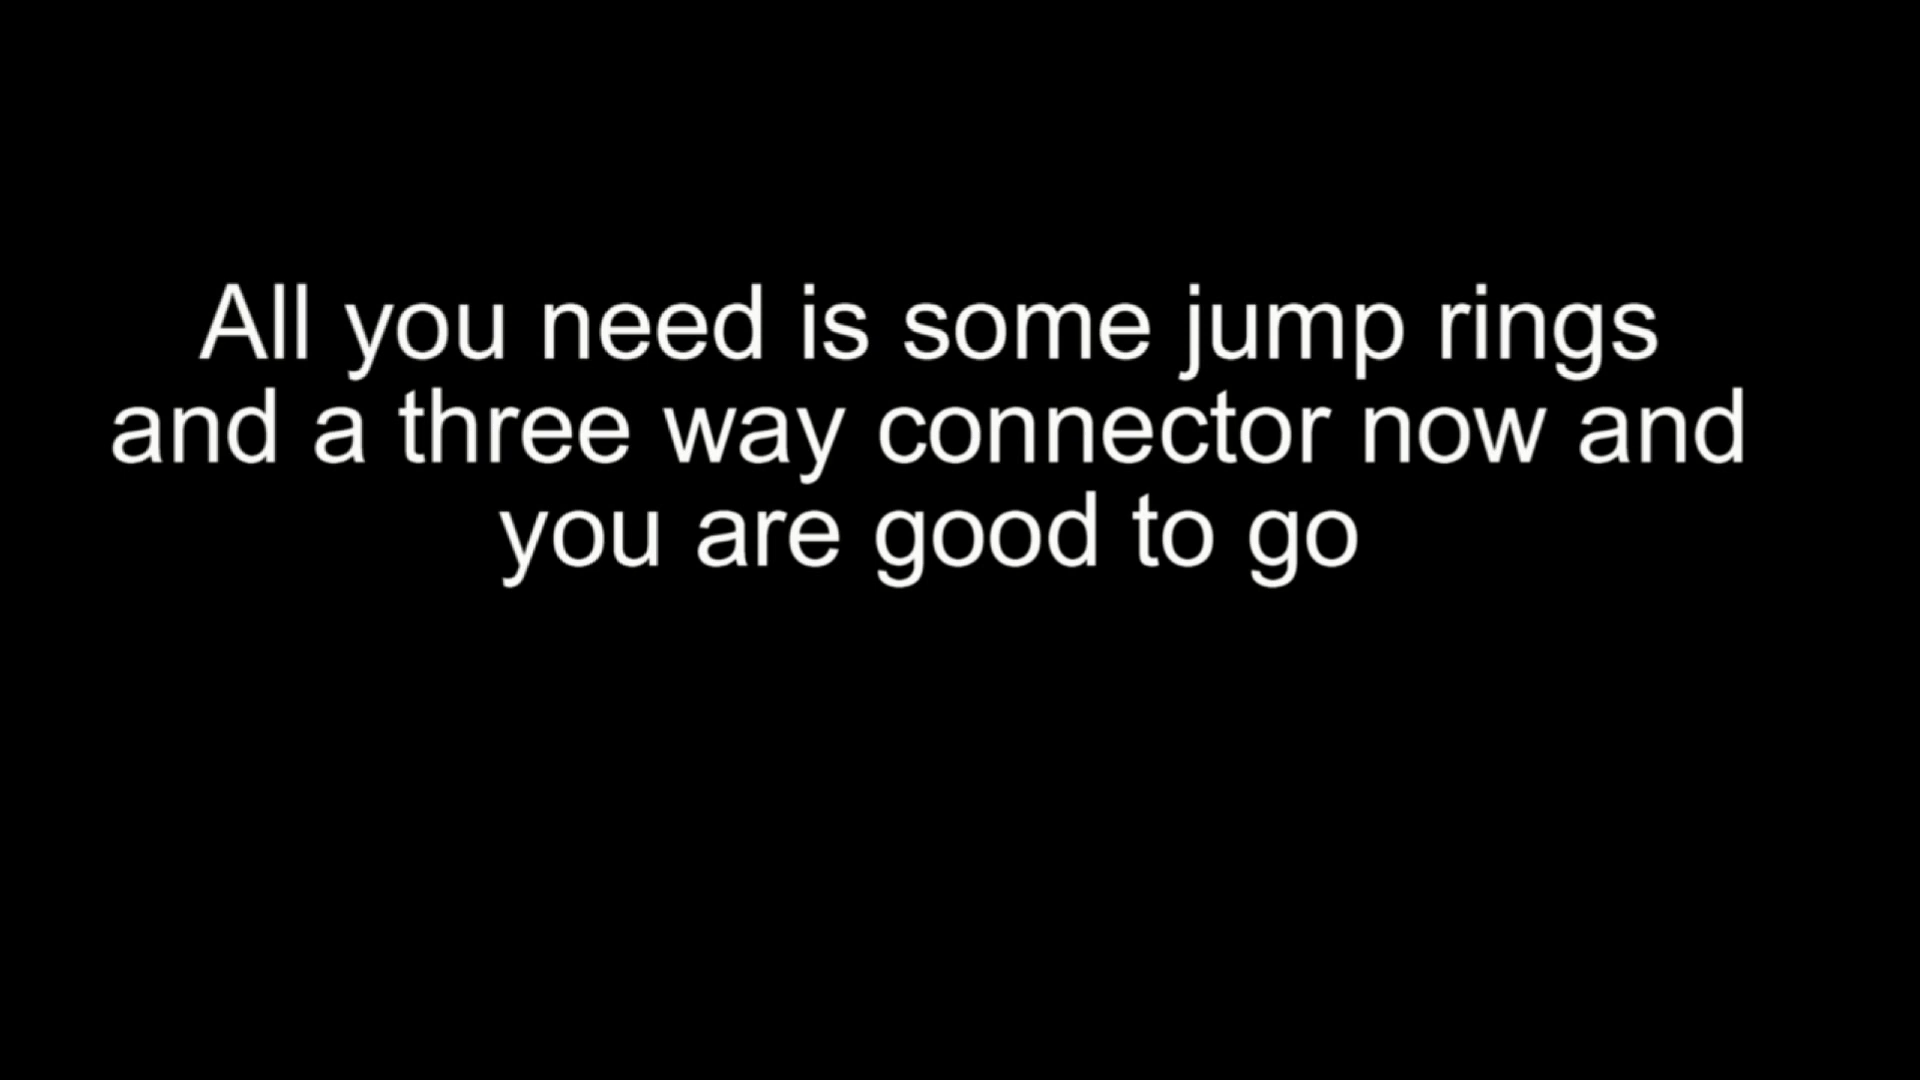 All you need is some jump rings
and a three way connector now and
you are good to go